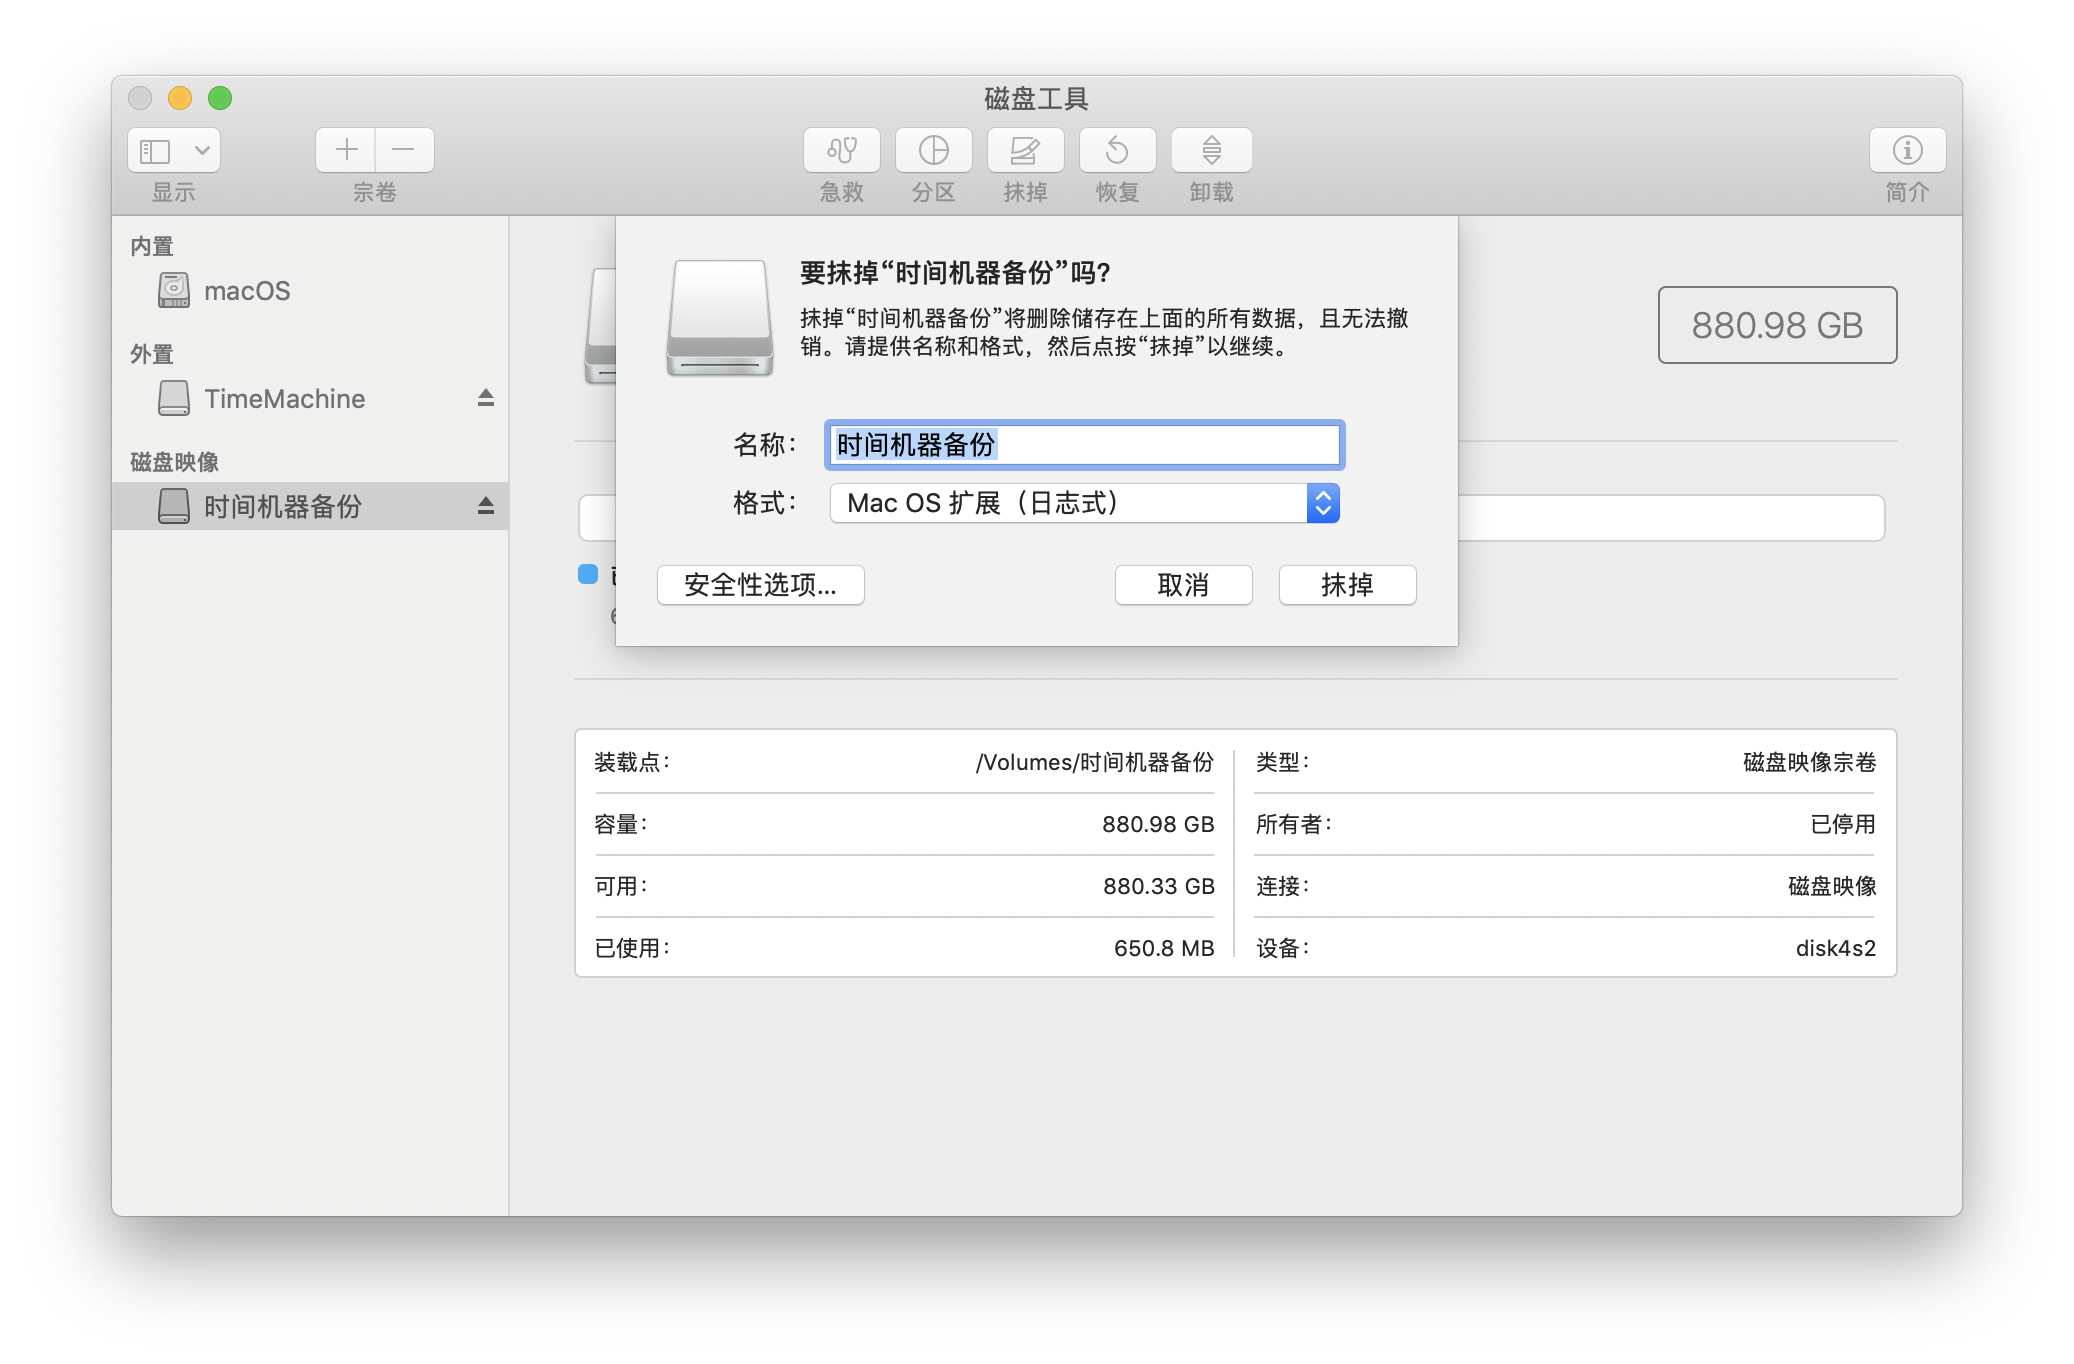 磁盘工具
显示
宗卷
急救
分区
抹掉
恢复
卸载
简介
内置
macOS
外置
TimeMachine
磁盘映像
时间机器备份
要抹掉“时间机器备份”吗?
抹掉“时间机器备份”将删除储存在上面的所有数据，且无法撤
销。请提供名称和格式，然后点按“抹掉”以继续。
名称：
时间机器备份
格式：
Mac OS 扩展（日志式）
安全性选项...
取消
抹掉
880.98 GB
装载点：
/Volumes/时间机器备份
类型：
磁盘映像宗卷
容量：
880.98 GB
所有者：
已停用
可用：
880.33 GB
连接：
磁盘映像
已使用：
650.8 MB
设备：
disk4s2